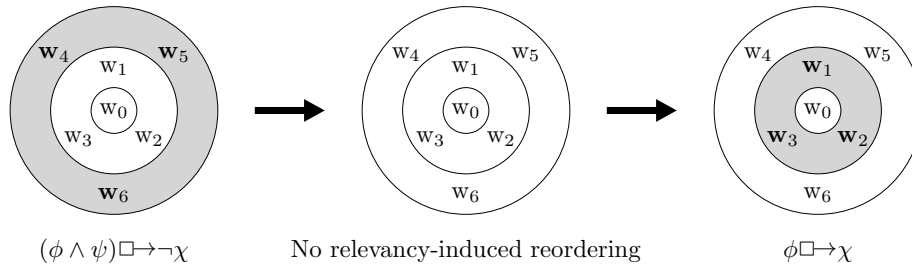 w₄ w₅ w₁ w₀ w₃ w₂ w₆
w₄ w₅ w₁ w₀ w₃ w₂ w₆
w₄ w₅ w₁ w₀ w₃ w₂ w₆
(ϕ ∧ ψ)□→¬χ
No relevancy-induced reordering
ϕ□→χ